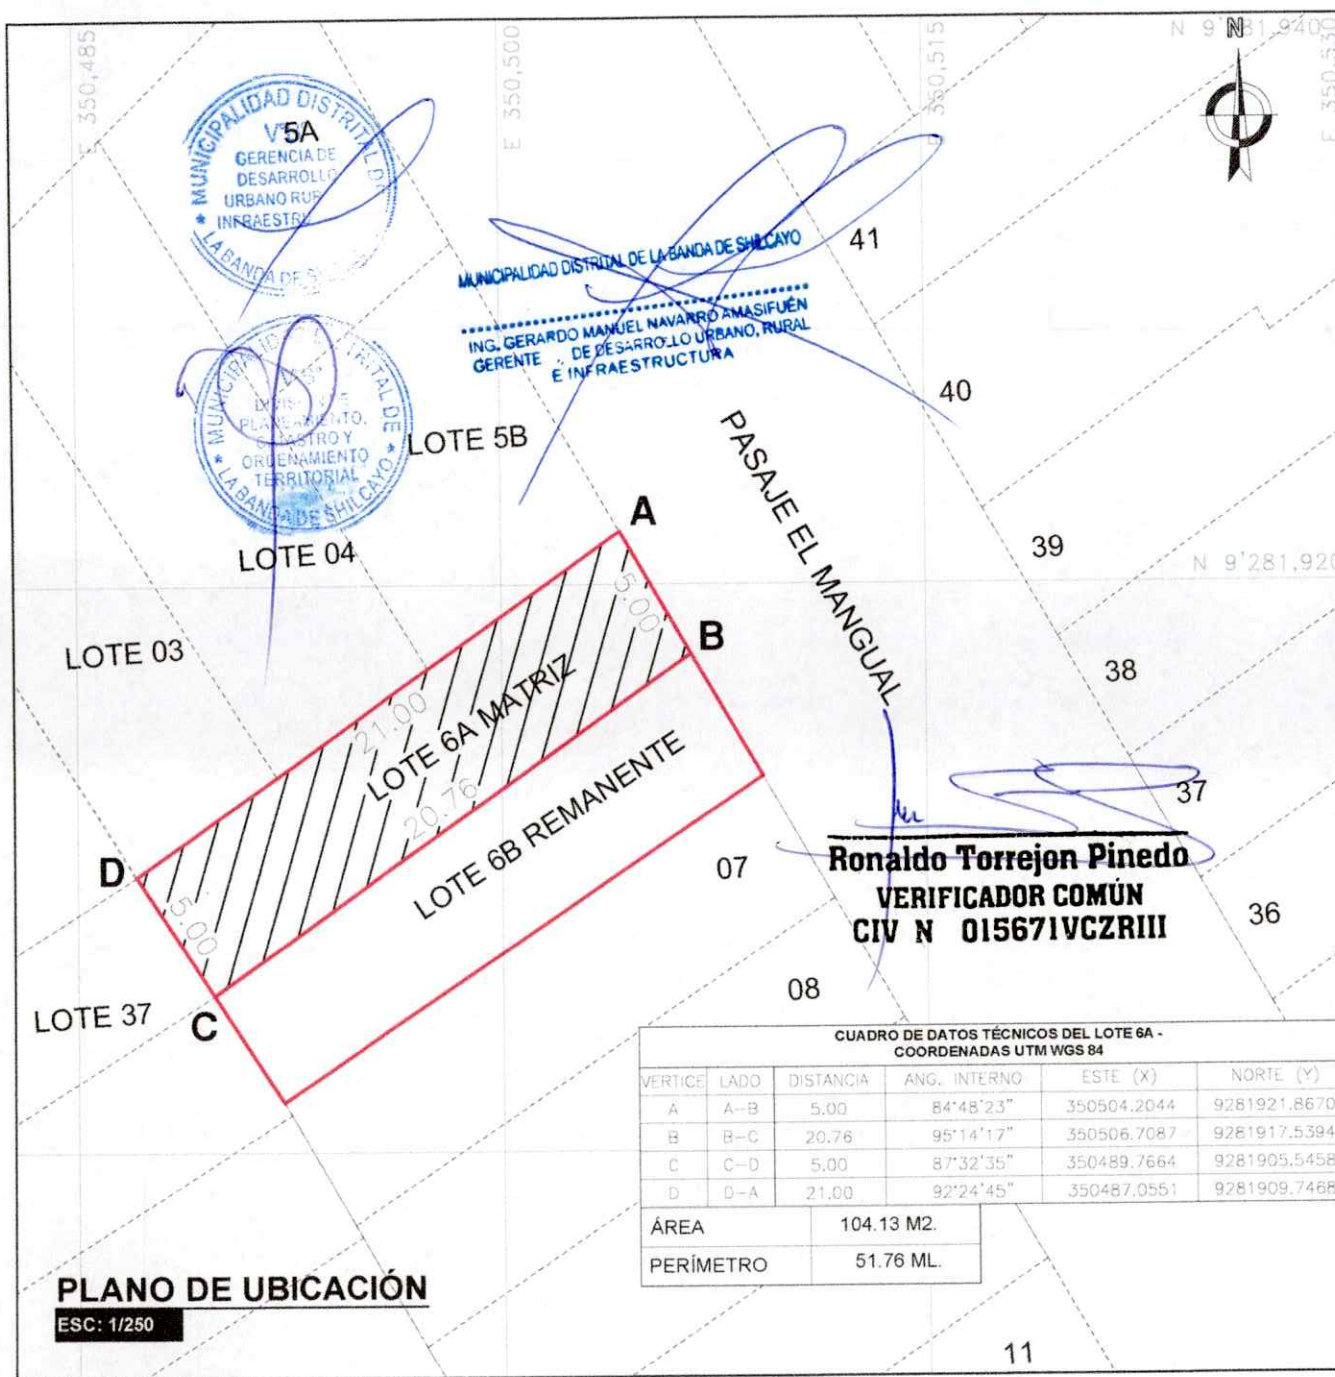 E 350,485
E 350,500
E 350,515
N 9'281,940
E 350,530
N
MUNICIPALIDAD DISTRITAL DE
5A
GERENCIA DE
DESARROLLO
URBANO RUR
INFRAESTRU
LA BANDA DE
MUNICIPALIDAD DISTRITAL DE LA BANDA DE SHILCAYO
ING. GERARDO MANUEL NAVARRO AMASIFUÉN
GERENTE DE DESARROLLO URBANO, RURAL
E INFRAESTRUCTURA
41
40
MUNICIPALIDAD DISTRITAL DE
PLANEAMIENTO,
CATASTRO Y
ORDENAMIENTO
TERRITORIAL
LA BANDA DE SHILCAYO
LOTE 5B
PASAJE EL MANGUAL
A
39
LOTE 04
N 9'281,920
5.00
B
LOTE 03
38
21.00
LOTE 6A MATRIZ
20.76
LOTE 6B REMANENTE
37
D
07
Ronaldo Torrejon Pinedo
VERIFICADOR COMÚN
CIV N 015671VCZRIII
5.00
36
08
LOTE 37
C
CUADRO DE DATOS TÉCNICOS DEL LOTE 6A -
COORDENADAS UTM WGS 84
VERTICE LADO DISTANCIA ANG. INTERNO ESTE (X) NORTE (Y)
A A-B 5.00 84°48'23" 350504.2044 9281921.8670
B B-C 20.76 95°14'17" 350506.7087 9281917.5394
C C-D 5.00 87°32'35" 350489.7664 9281905.5458
D D-A 21.00 92°24'45" 350487.0551 9281909.7468
ÁREA 104.13 M2.
PERÍMETRO 51.76 ML.
PLANO DE UBICACIÓN
ESC: 1/250
11